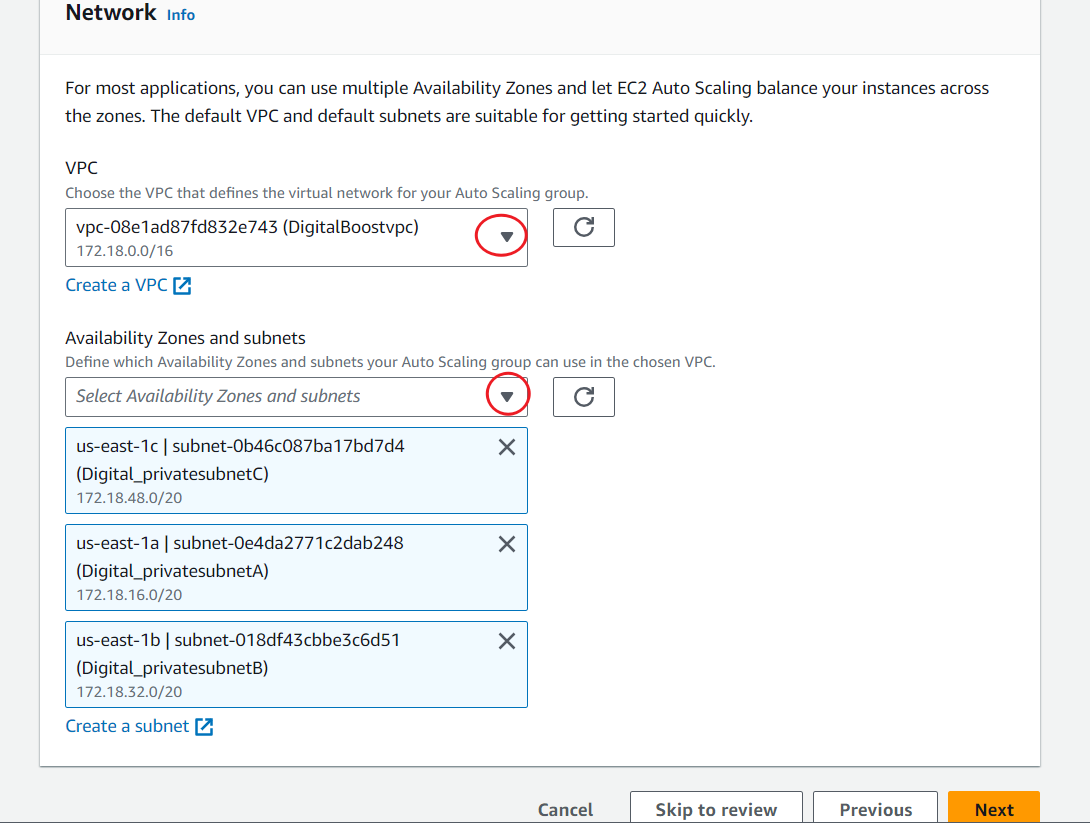 Network Info
For most applications, you can use multiple Availability Zones and let EC2 Auto Scaling balance your instances across
the zones. The default VPC and default subnets are suitable for getting started quickly.
VPC
Choose the VPC that defines the virtual network for your Auto Scaling group.
vpc-08e1ad87fd832e743 (DigitalBoostvpc)
172.18.0.0/16
Create a VPC
Availability Zones and subnets
Define which Availability Zones and subnets your Auto Scaling group can use in the chosen VPC.
Select Availability Zones and subnets
us-east-1c | subnet-0b46c087ba17bd7d4
(Digital_privatesubnetC)
172.18.48.0/20
us-east-1a | subnet-0e4da2771c2dab248
(Digital_privatesubnetA)
172.18.16.0/20
us-east-1b | subnet-018df43cbbe3c6d51
(Digital_privatesubnetB)
172.18.32.0/20
Create a subnet
Cancel Skip to review Previous Next